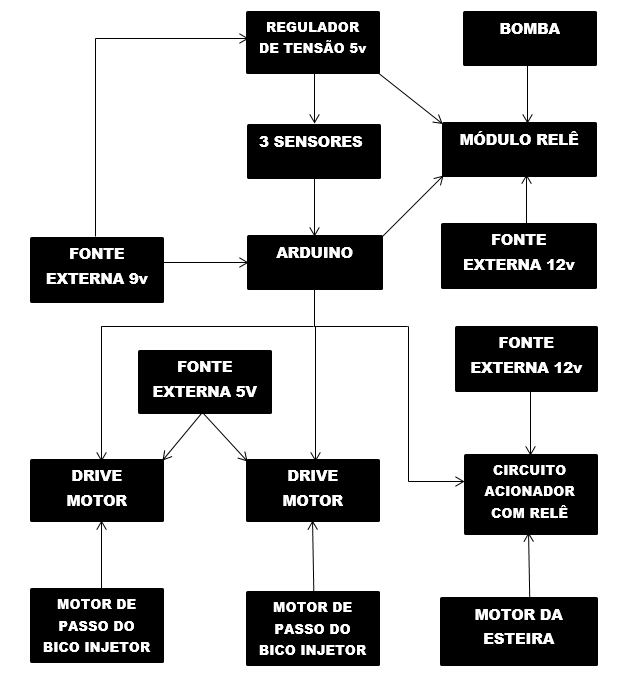 REGULADOR
DE TENSÃO 5v
BOMBA
3 SENSORES
MÓDULO RELÊ
FONTE
EXTERNA 9v
ARDUINO
FONTE
EXTERNA 12v
FONTE
EXTERNA 5V
FONTE
EXTERNA 12v
DRIVE
MOTOR
DRIVE
MOTOR
CIRCUITO
ACIONADOR
COM RELÊ
MOTOR DE
PASSO DO
BICO INJETOR
MOTOR DE
PASSO DO
BICO INJETOR
MOTOR DA
ESTEIRA